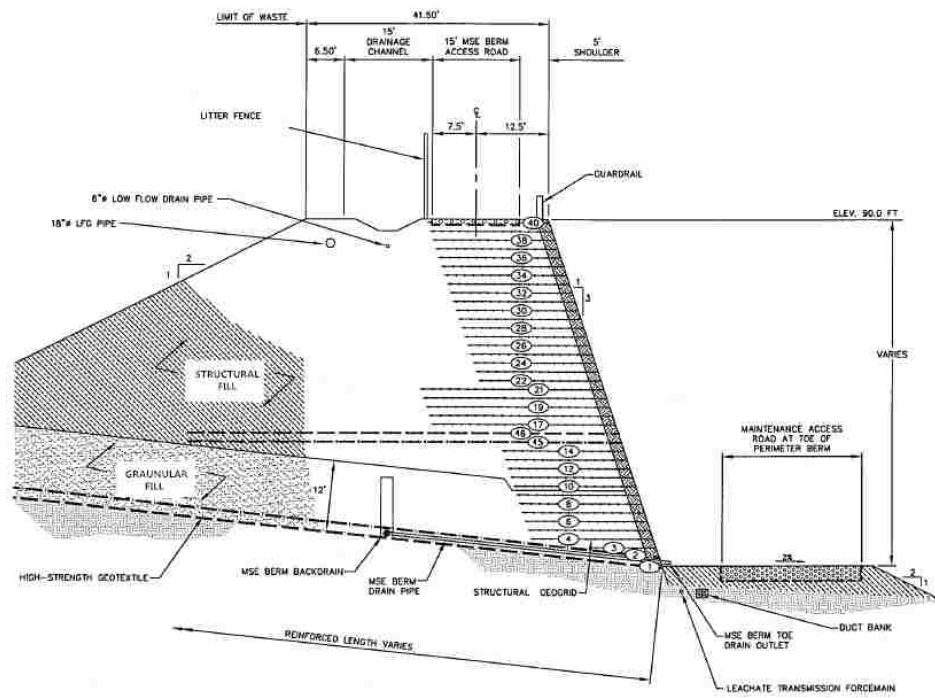 LIMIT OF WASTE
41.50'
6.50'
15'
DRAINAGE
CHANNEL
15' MSE BERM
ACCESS ROAD
5'
SHOULDER
LITTER FENCE
7.5'
12.5'
GUARDRAIL
6"ø LOW FLOW DRAIN PIPE
18"ø LFG PIPE
ELEV. 90.0 FT
40
38
36
34
32
30
28
26
24
22
21
19
17
16
15
14
12
10
8
6
4
3
2
1
2
1
1
3
VARIES
STRUCTURAL
FILL
GRAUNULAR
FILL
12'
MAINTENANCE ACCESS
ROAD AT TOE OF
PERIMETER BERM
2%
2
1
HIGH-STRENGTH GEOTEXTILE
MSE BERM BACKDRAIN
MSE BERM
DRAIN PIPE
STRUCTURAL GEOGRID
REINFORCED LENGTH VARIES
DUCT BANK
MSE BERM TOE
DRAIN OUTLET
LEACHATE TRANSMISSION FORCEMAIN